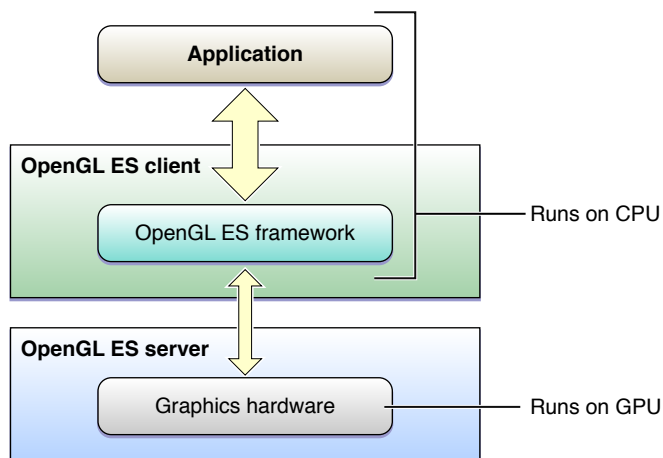 Application
OpenGL ES client
OpenGL ES framework
Runs on CPU
OpenGL ES server
Graphics hardware
Runs on GPU